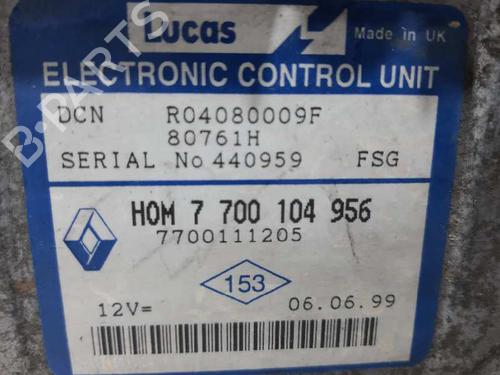 Lucas
Made in UK
ELECTRONIC CONTROL UNIT
DCN R04080009F
80761H
SERIAL No 440959 FSG
HOM 7 700 104 956
7700111205
153
12V= 06.06.99
B-PARTS